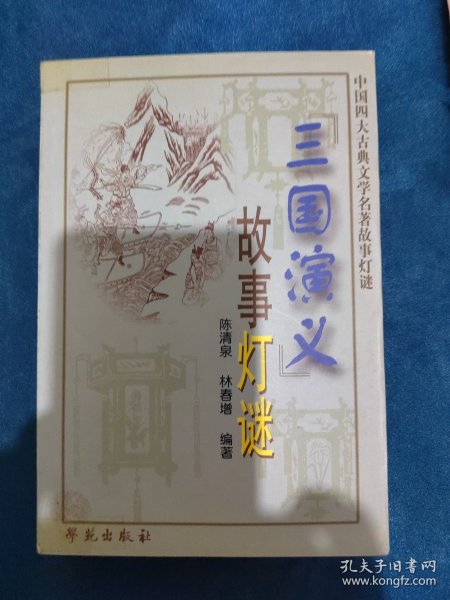 中国四大古典文学名著故事灯谜
『三国演义』
故事灯谜
陈清泉 林春增 编著
學苑出版社
孔夫子旧书网
www.kongfz.com